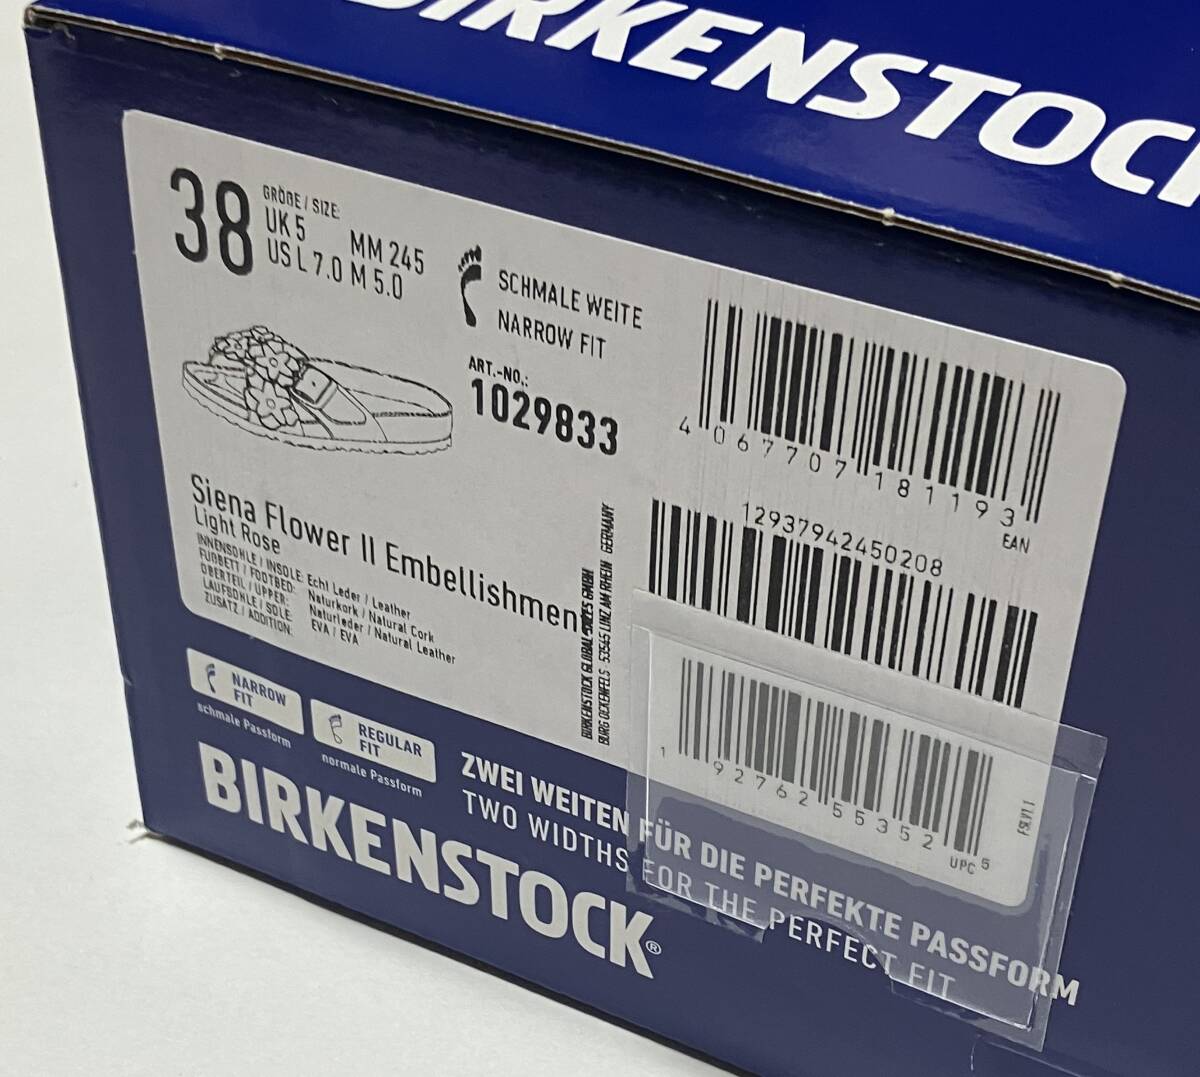 BIRKENSTOC
38
GRÖßE / SIZE:
UK 5 MM 245
US L 7.0 M 5.0
SCHMALE WEITE
NARROW FIT
ART.-NO.:
1029833
4 067707 181193
EAN
12937942450208
Siena Flower II Embellishment
Light Rose
INNENSOHLE / INSOLE: Echt Leder / Leather
FUßBETT / FOOTBED: Naturkork / Natural Cork
OBERTEIL / UPPER: Naturleder / Natural Leather
LAUFSOHLE / SOLE: EVA / EVA
ZUSATZ / ADDITION:
BIRKENSTOCK GLOBAL SALES GMBH
BURG OCKENFELS 53545 LINZ AM RHEIN GERMANY
1 92762 55352 5
UPC
FSLV1.1
NARROW
FIT
schmale Passform
REGULAR
FIT
normale Passform
ZWEI WEITEN FÜR DIE PERFEKTE PASSFORM
TWO WIDTHS FOR THE PERFECT FIT
BIRKENSTOCK®